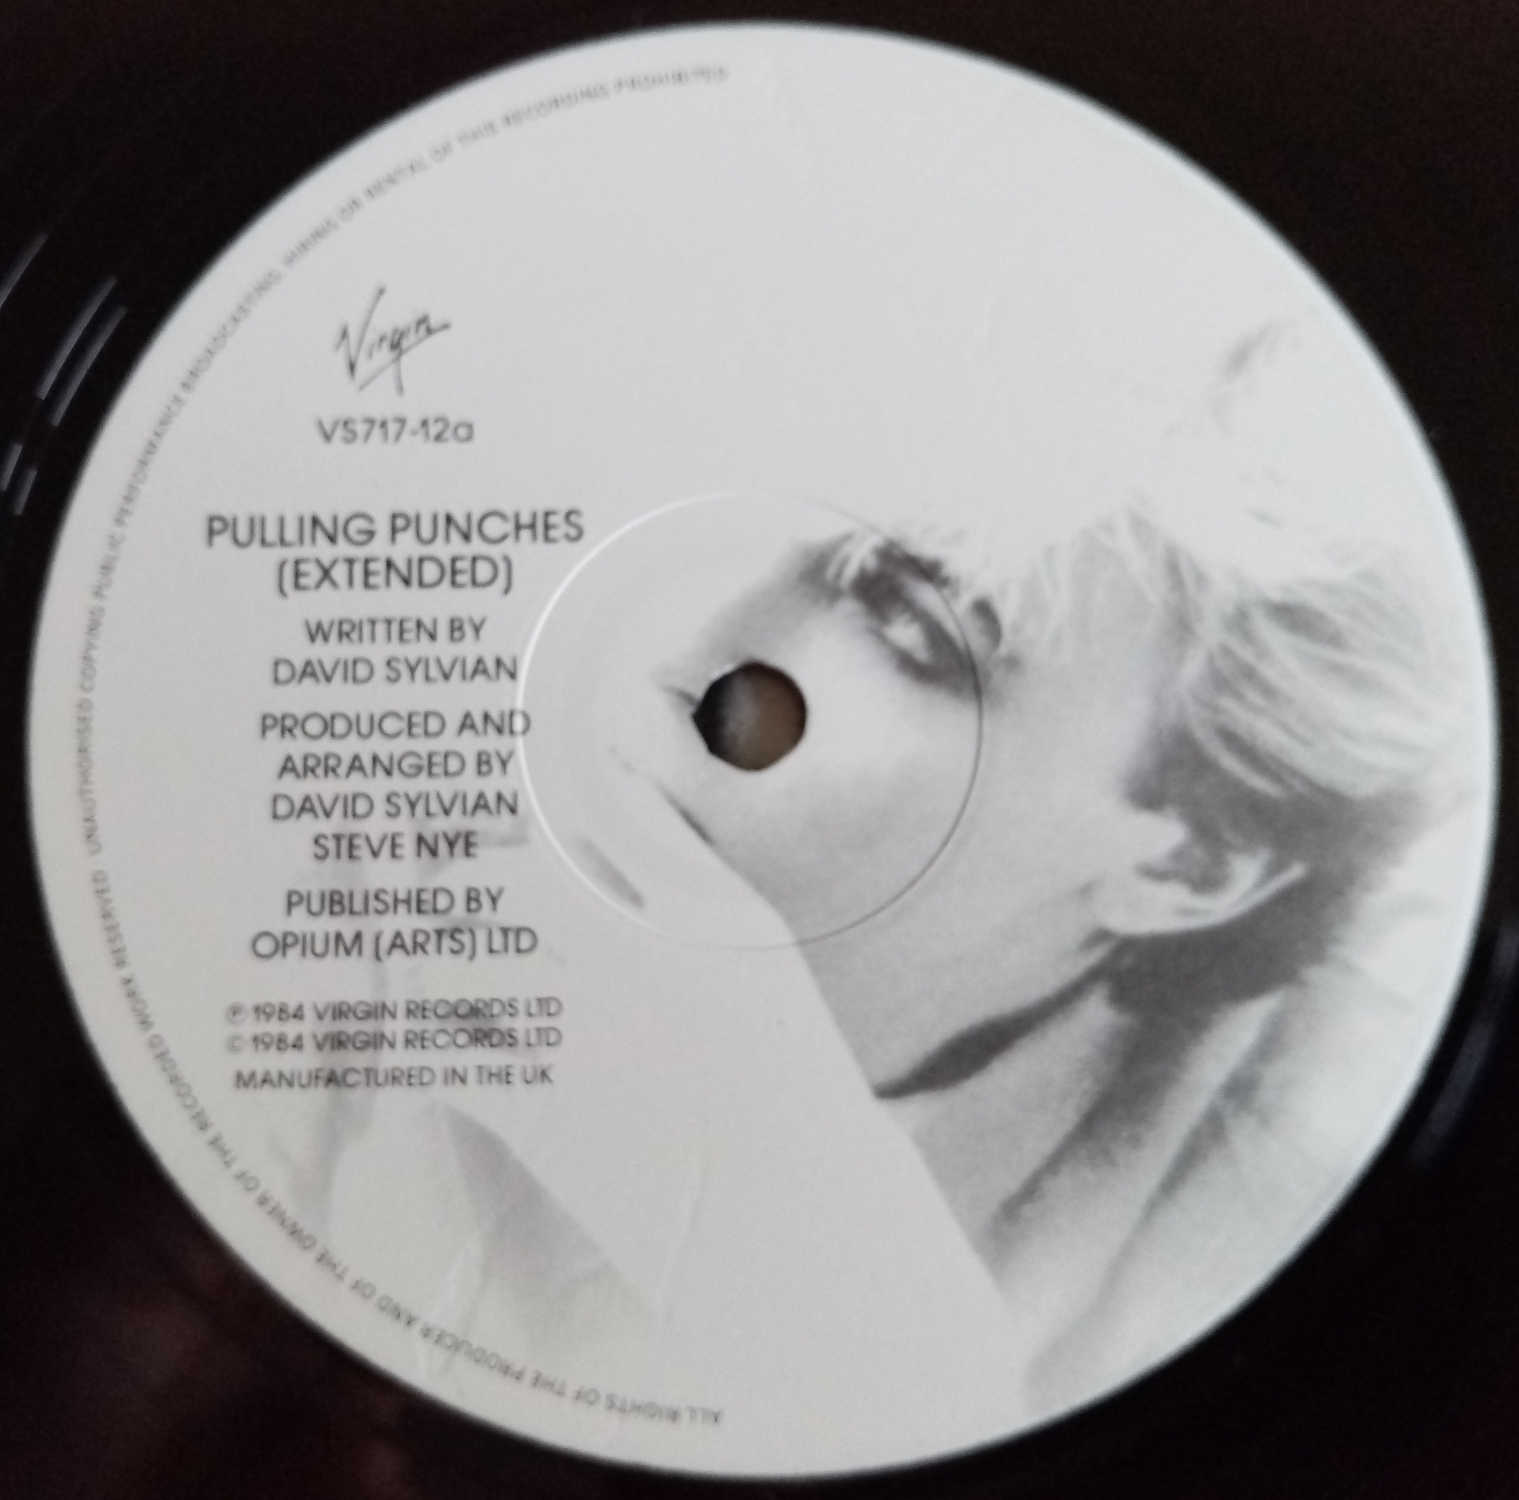 Virgin
VS717-12a
PULLING PUNCHES
(EXTENDED)
WRITTEN BY
DAVID SYLVIAN
PRODUCED AND
ARRANGED BY
DAVID SYLVIAN
STEVE NYE
PUBLISHED BY
OPIUM (ARTS) LTD
℗ 1984 VIRGIN RECORDS LTD
© 1984 VIRGIN RECORDS LTD
MANUFACTURED IN THE UK
ALL RIGHTS OF THE PRODUCER AND OF THE OWNER OF THE RECORDED WORK RESERVED UNAUTHORISED COPYING PUBLIC PERFORMANCE BROADCASTING HIRING OR RENTAL OF THIS RECORDING PROHIBITED